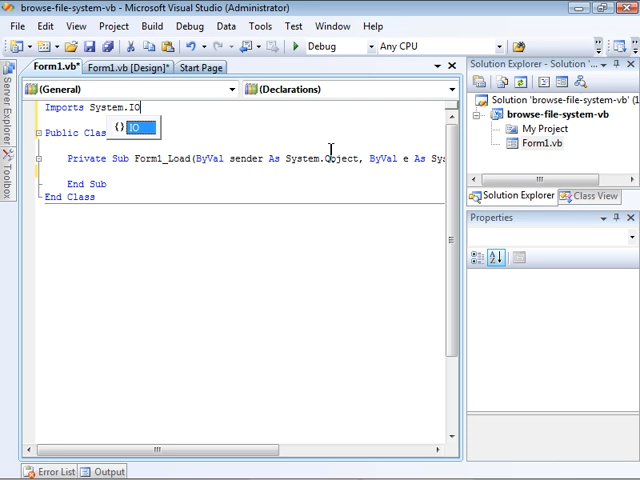 browse-file-system-vb - Microsoft Visual Studio (Administrator)
File Edit View Project Build Debug Data Tools Test Window Help
Debug Any CPU
Server Explorer
Toolbox
Form1.vb* Form1.vb [Design]* Start Page
(General) (Declarations)
Imports System.IO
IO
Public Clas
Private Sub Form1_Load(ByVal sender As System.Object, ByVal e As Sys
End Sub
End Class
Solution Explorer - Solution 'browse-file...
Solution 'browse-file-system-vb' (1
browse-file-system-vb
My Project
Form1.vb
Solution Explorer Class View
Properties
Error List Output